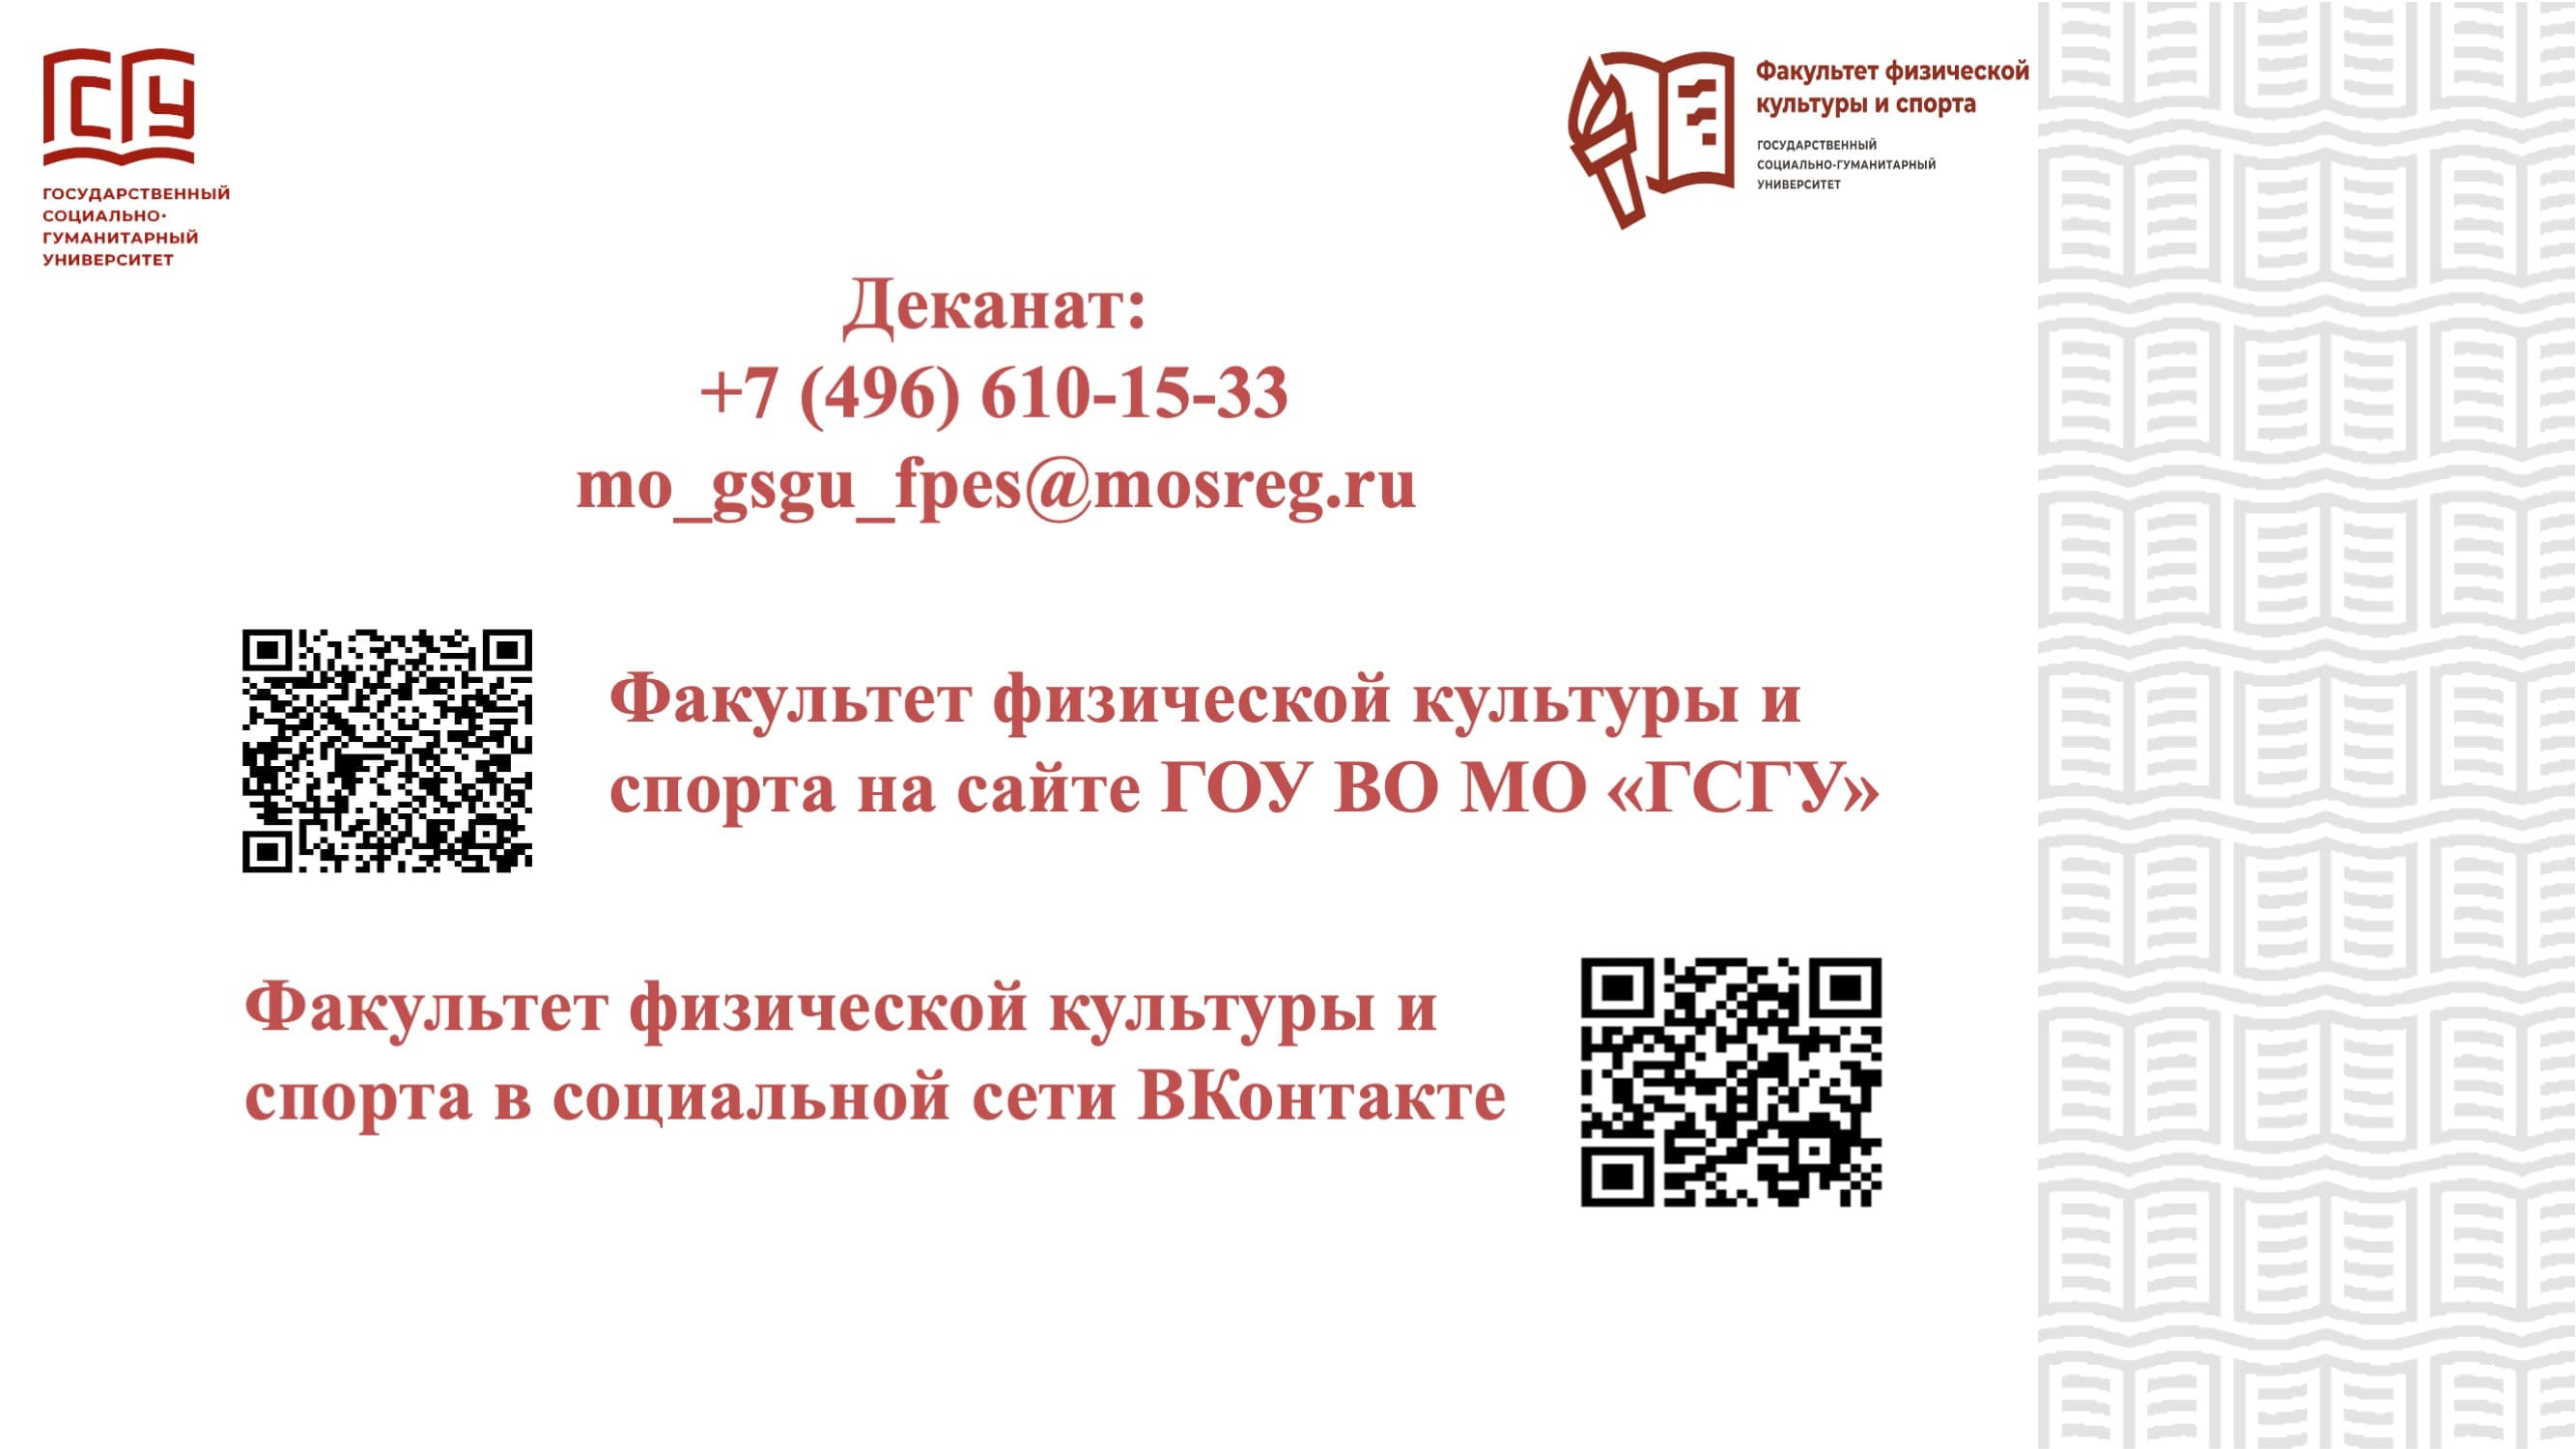 ГСГУ
ГОСУДАРСТВЕННЫЙ
СОЦИАЛЬНО-
ГУМАНИТАРНЫЙ
УНИВЕРСИТЕТ
Факультет физической
культуры и спорта
ГОСУДАРСТВЕННЫЙ
СОЦИАЛЬНО-ГУМАНИТАРНЫЙ
УНИВЕРСИТЕТ
Деканат:
+7 (496) 610-15-33
mo_gsgu_fpes@mosreg.ru
Факультет физической культуры и
спорта на сайте ГОУ ВО МО «ГСГУ»
Факультет физической культуры и
спорта в социальной сети ВКонтакте